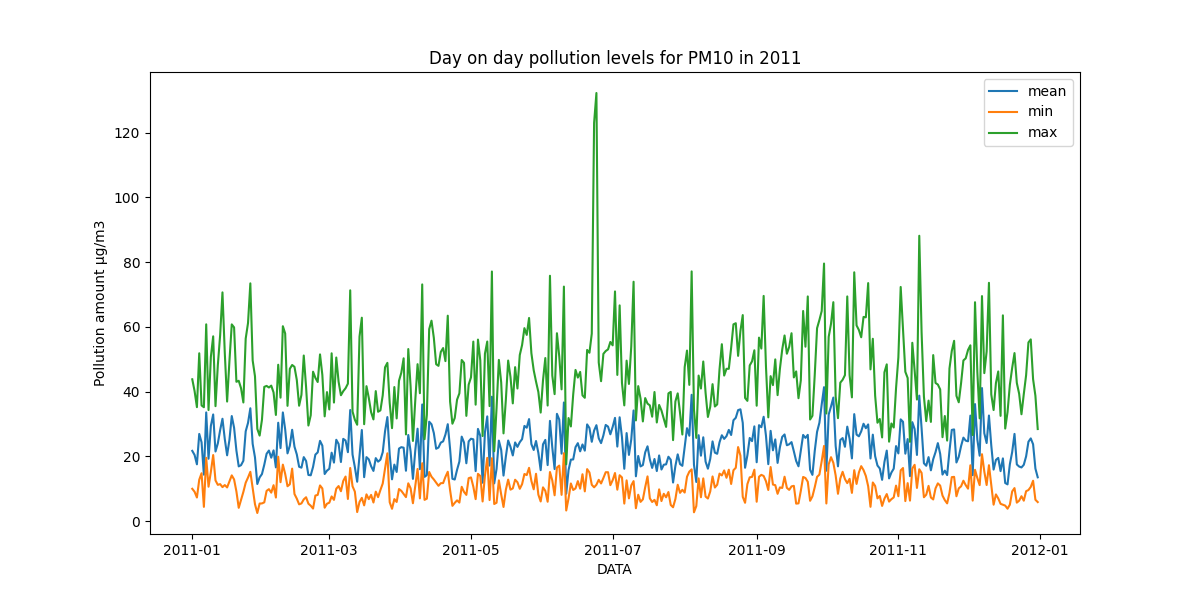 Day on day pollution levels for PM10 in 2011
mean
min
max
Pollution amount µg/m3
120
100
80
60
40
20
0
2011-01
2011-03
2011-05
2011-07
2011-09
2011-11
2012-01
DATA